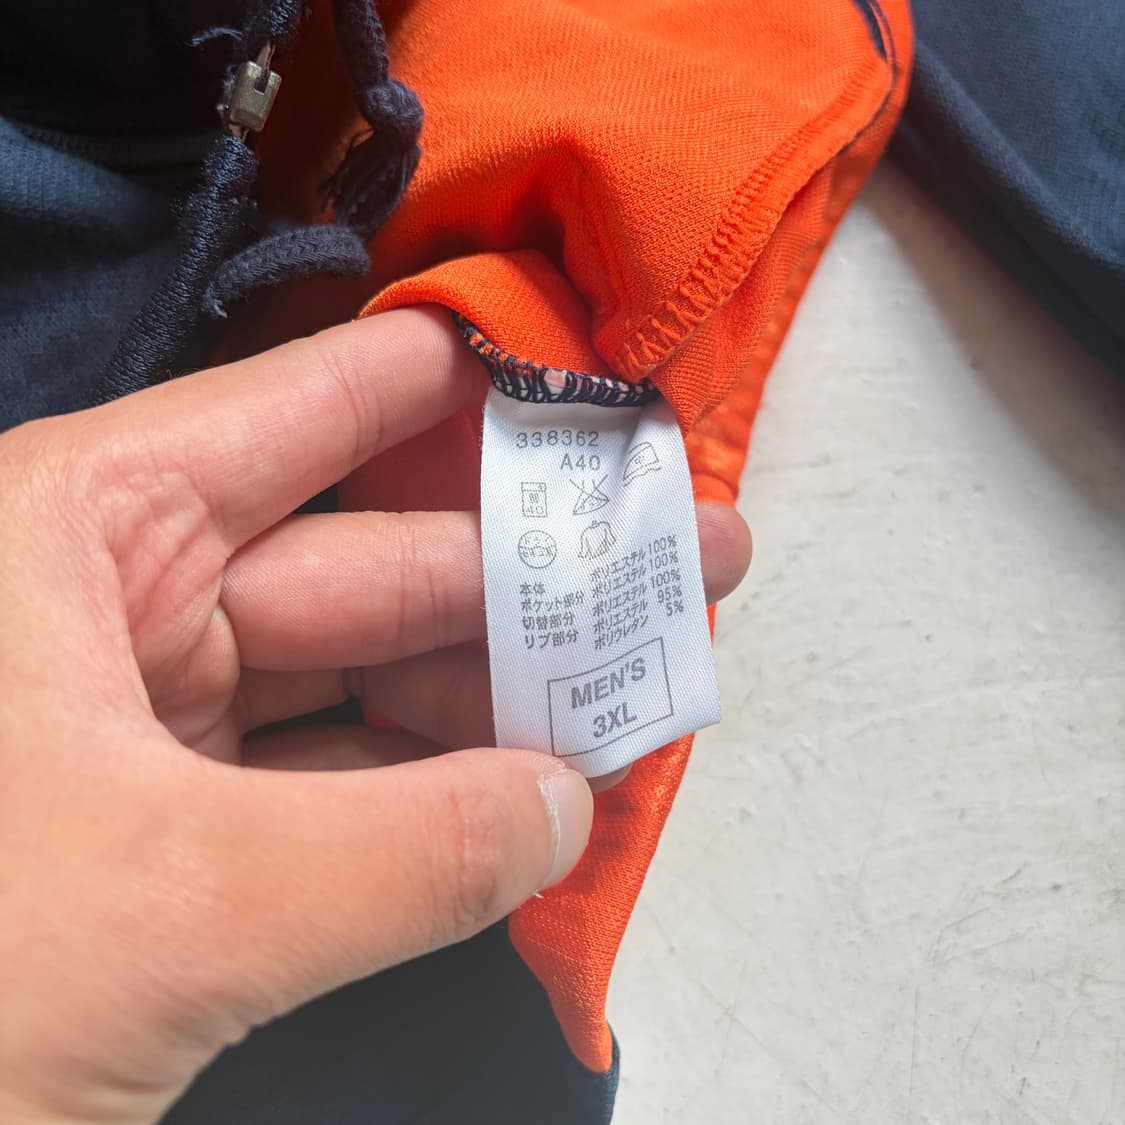 338362
A40
弱
40
本体 ポリエステル 100%
ポケット部分 ポリエステル 100%
切替部分 ポリエステル 100%
リブ部分 ポリエステル 95%
ポリウレタン 5%
MEN'S
3XL